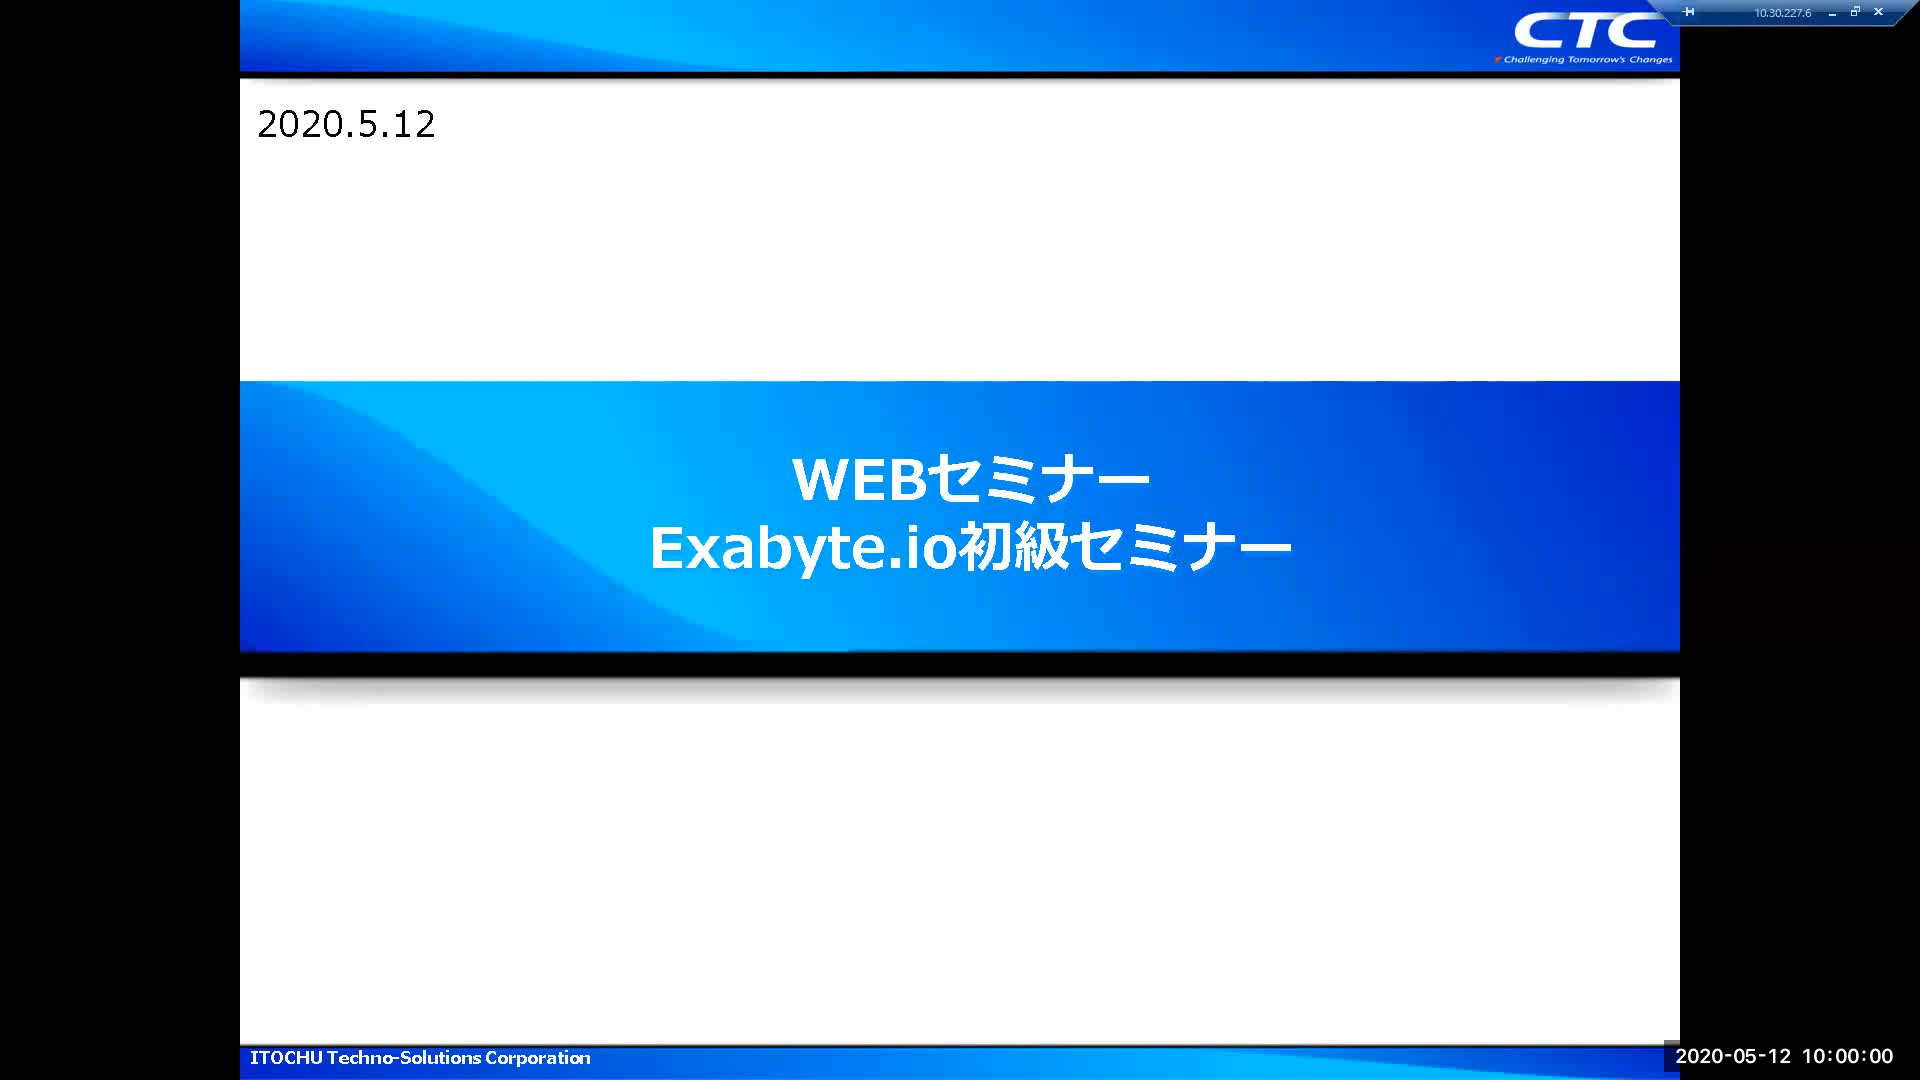 CTC
Challenging Tomorrow's Changes
10.30.227.6
2020.5.12
WEBセミナー
Exabyte.io初級セミナー
ITOCHU Techno-Solutions Corporation
2020-05-12 10:00:00